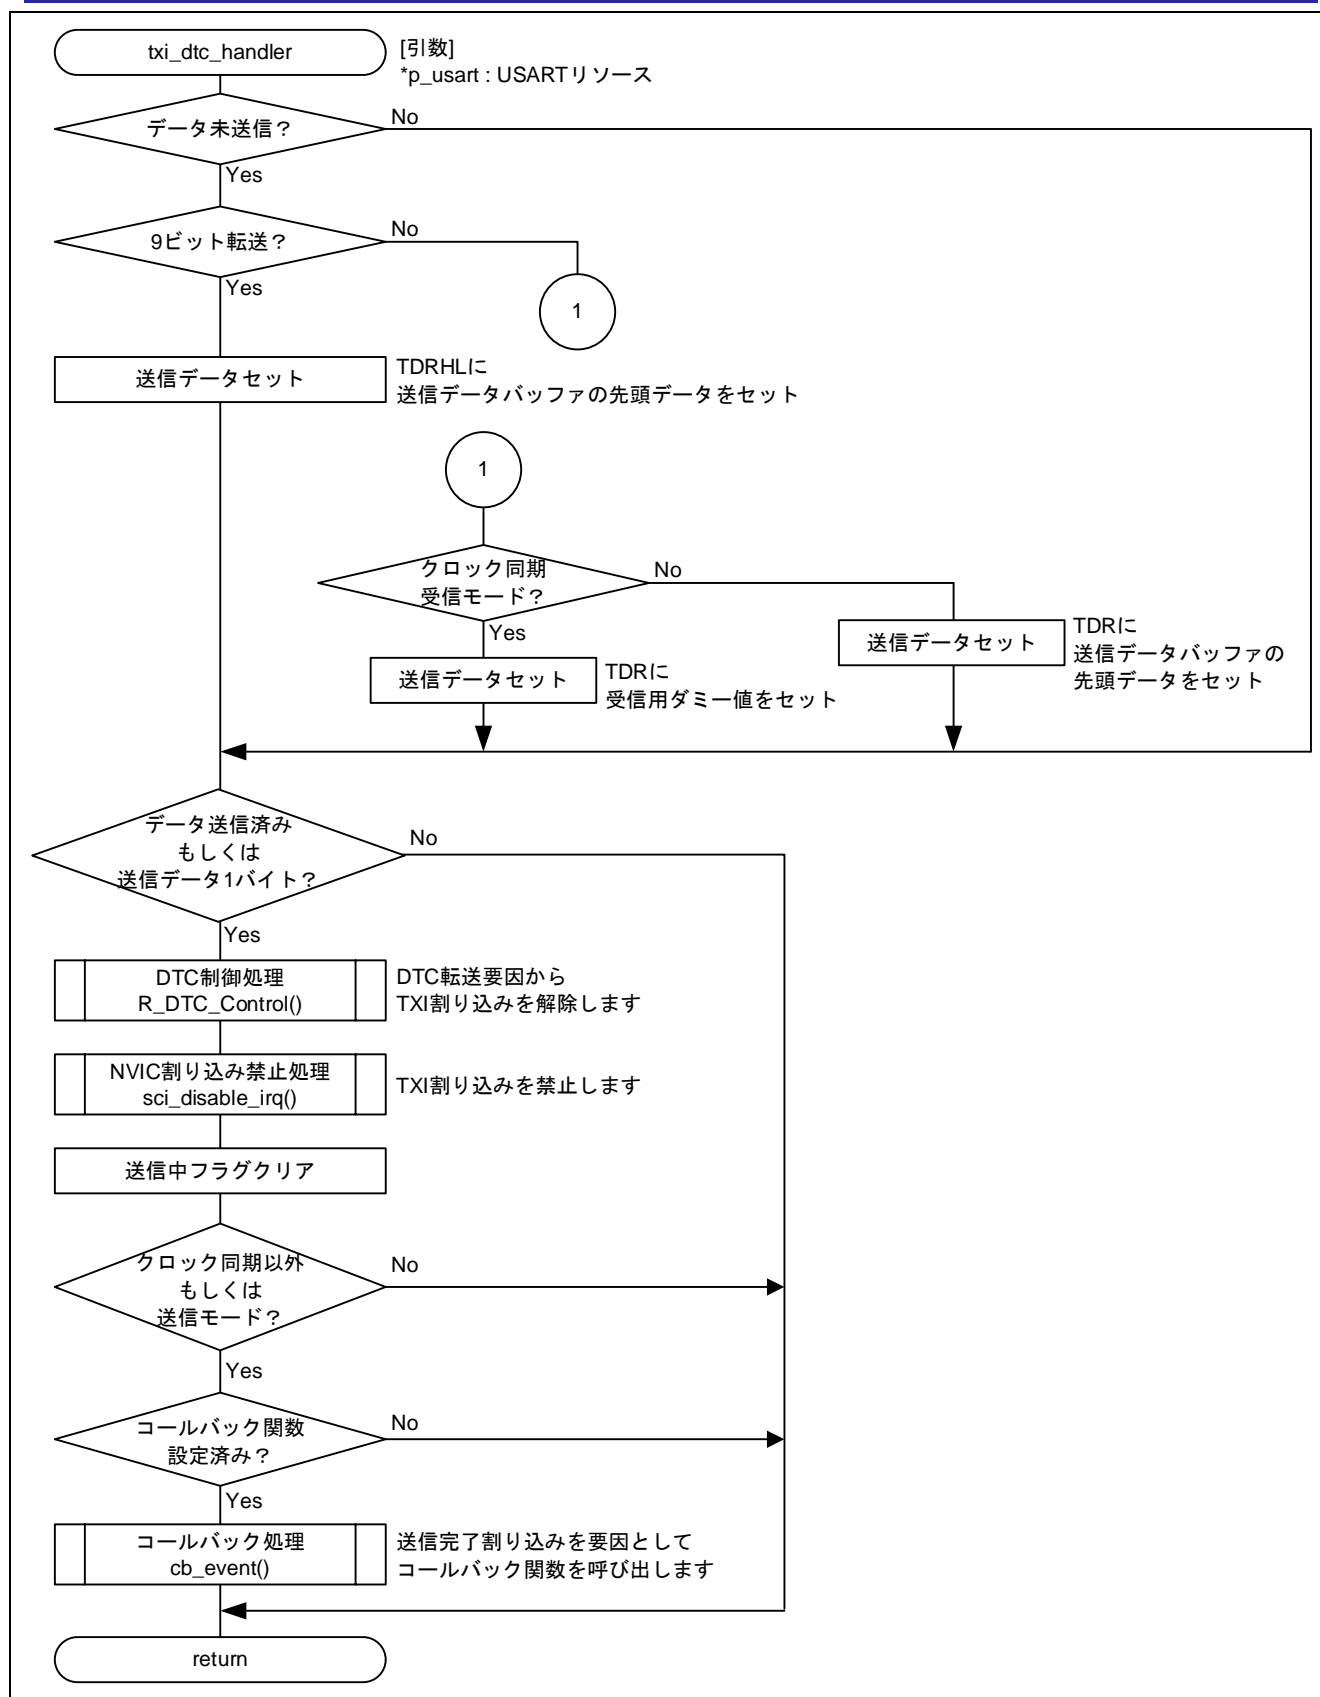 txi_dtc_handler
[引数]
*p_usart : USARTリソース
データ未送信？
No
Yes
9ビット転送？
No
Yes
1
送信データセット
TDRHLに
送信データバッファの先頭データをセット
1
クロック同期
受信モード？
No
Yes
送信データセット
TDRに
受信用ダミー値をセット
送信データセット
TDRに
送信データバッファの
先頭データをセット
データ送信済み
もしくは
送信データ1バイト？
No
Yes
DTC制御処理
R_DTC_Control()
DTC転送要因から
TXI割り込みを解除します
NVIC割り込み禁止処理
sci_disable_irq()
TXI割り込みを禁止します
送信中フラグクリア
クロック同期以外
もしくは
送信モード？
No
Yes
コールバック関数
設定済み？
No
Yes
コールバック処理
cb_event()
送信完了割り込みを要因として
コールバック関数を呼び出します
return